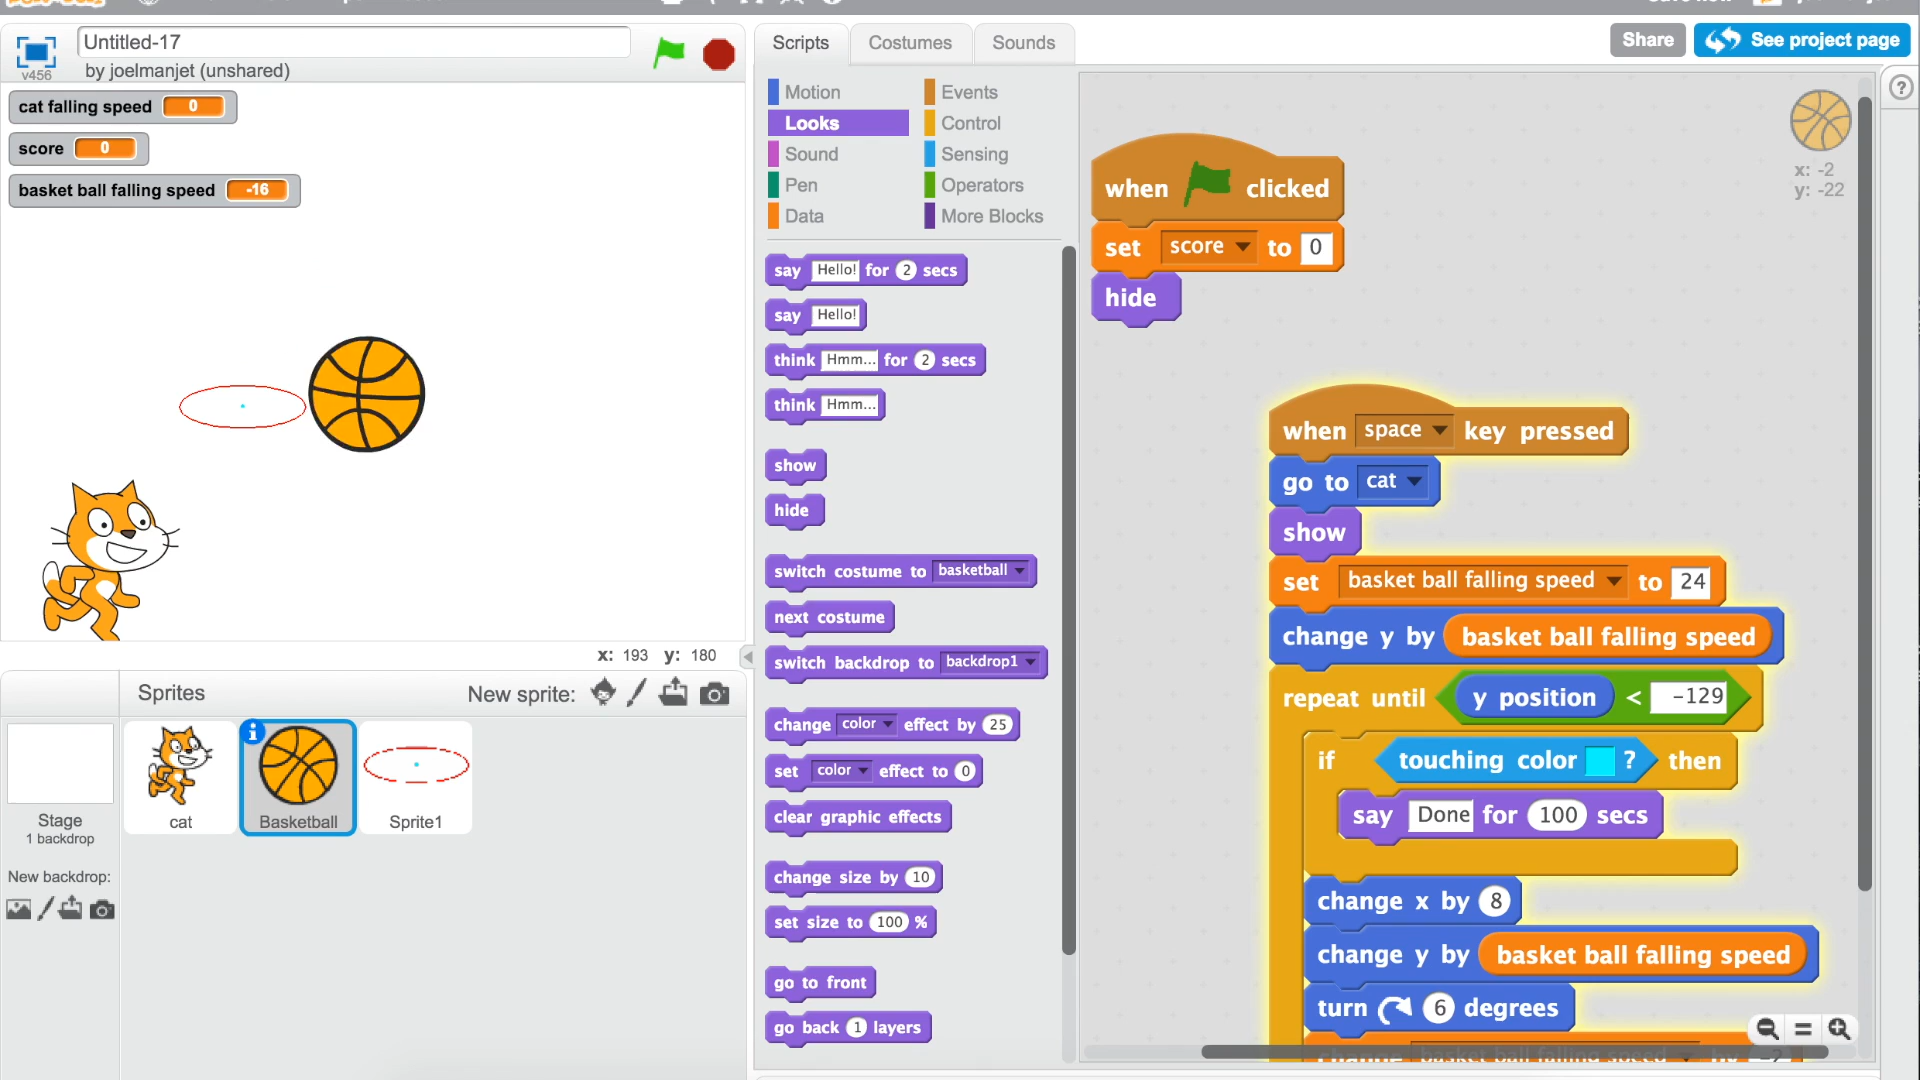 Untitled-17
by joelmanjet (unshared)
v456
cat falling speed 0
score 0
basket ball falling speed -16
x: 193 y: 180
Sprites
New sprite:
Stage
1 backdrop
New backdrop:
cat
Basketball
Sprite1
Scripts
Costumes
Sounds
Share
See project page
Motion
Looks
Sound
Pen
Data
Events
Control
Sensing
Operators
More Blocks
say Hello! for 2 secs
say Hello!
think Hmm... for 2 secs
think Hmm...
show
hide
switch costume to basketball
next costume
switch backdrop to backdrop1
change color effect by 25
set color effect to 0
clear graphic effects
change size by 10
set size to 100 %
go to front
go back 1 layers
when clicked
set score to 0
hide
when space key pressed
go to cat
show
set basket ball falling speed to 24
change y by basket ball falling speed
repeat until y position < -129
if touching color ? then
say Done for 100 secs
change x by 8
change y by basket ball falling speed
turn 6 degrees
change basket ball falling speed by -2
x: -2
y: -22
?